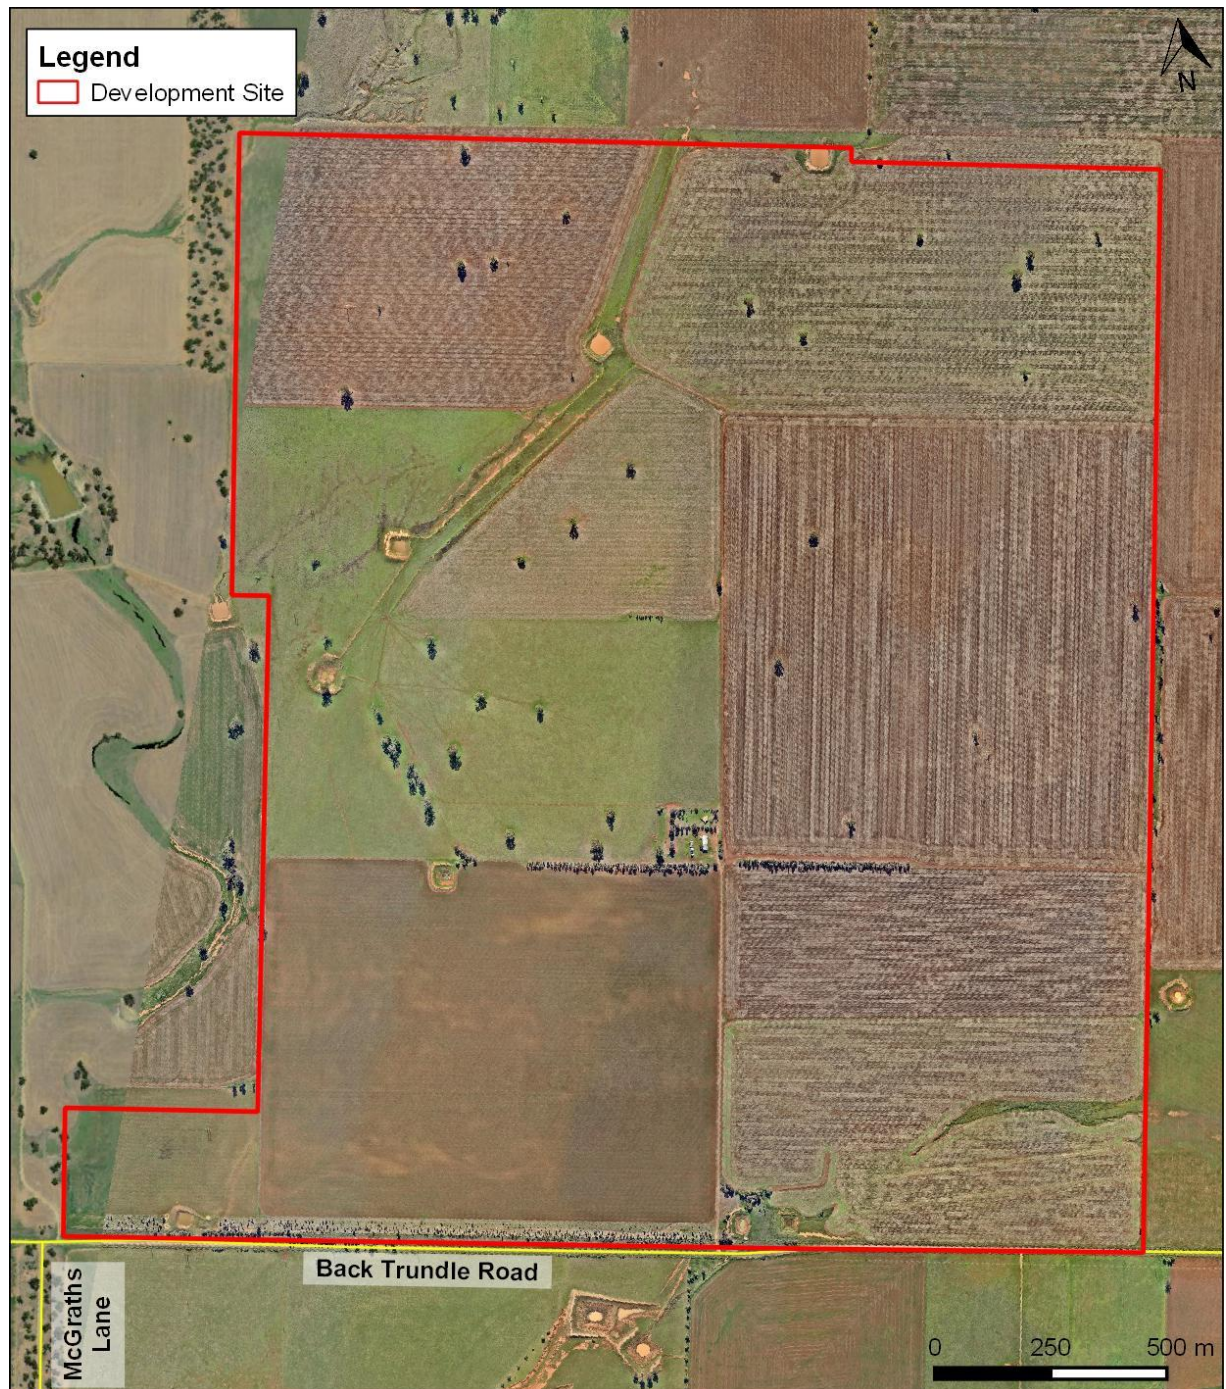 Legend
Development Site
N
Back Trundle Road
McGraths
Lane
0 250 500 m